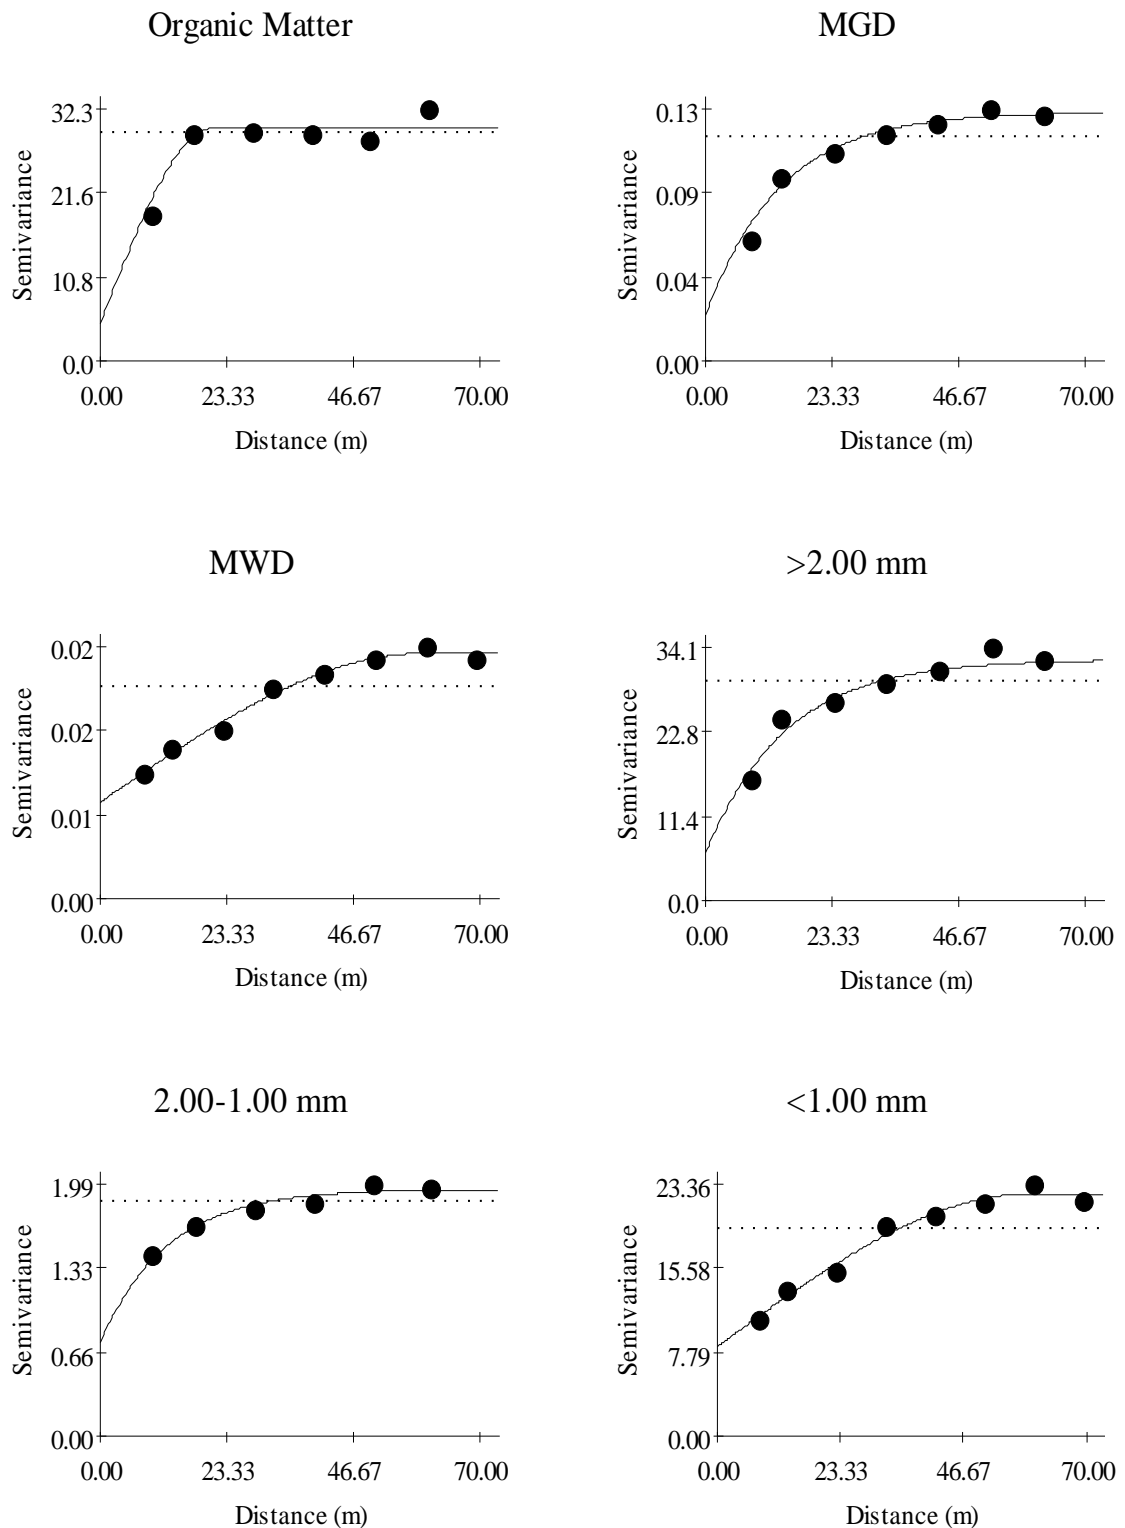 Organic Matter
32.3
21.6
10.8
0.0
Semivariance
0.00 23.33 46.67 70.00
Distance (m)
MGD
0.13
0.09
0.04
0.00
Semivariance
0.00 23.33 46.67 70.00
Distance (m)
MWD
0.02
0.02
0.01
0.00
Semivariance
0.00 23.33 46.67 70.00
Distance (m)
>2.00 mm
34.1
22.8
11.4
0.0
Semivariance
0.00 23.33 46.67 70.00
Distance (m)
2.00-1.00 mm
1.99
1.33
0.66
0.00
Semivariance
0.00 23.33 46.67 70.00
Distance (m)
<1.00 mm
23.36
15.58
7.79
0.00
Semivariance
0.00 23.33 46.67 70.00
Distance (m)